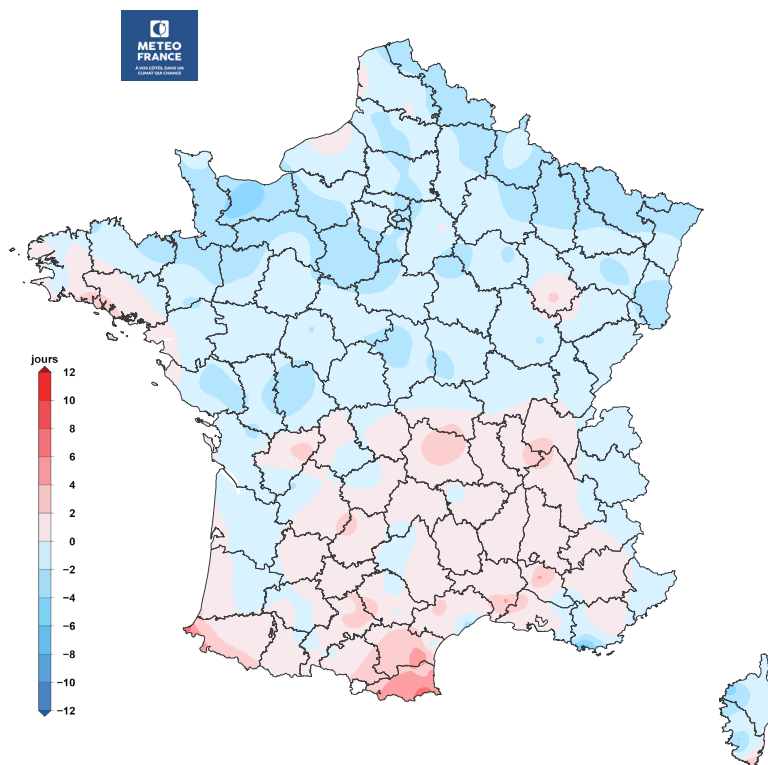 METEO
FRANCE
À VOS CÔTÉS, DANS UN
CLIMAT QUI CHANGE
jours
12
10
8
6
4
2
0
−2
−4
−6
−8
−10
−12